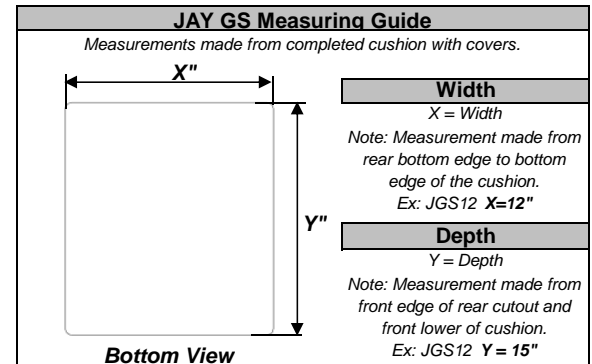 JAY GS Measuring Guide
Measurements made from completed cushion with covers.
X"
Y"
Bottom View
Width
X = Width
Note: Measurement made from
rear bottom edge to bottom
edge of the cushion.
Ex: JGS12 X=12"
Depth
Y = Depth
Note: Measurement made from
front edge of rear cutout and
front lower of cushion.
Ex: JGS12 Y = 15"